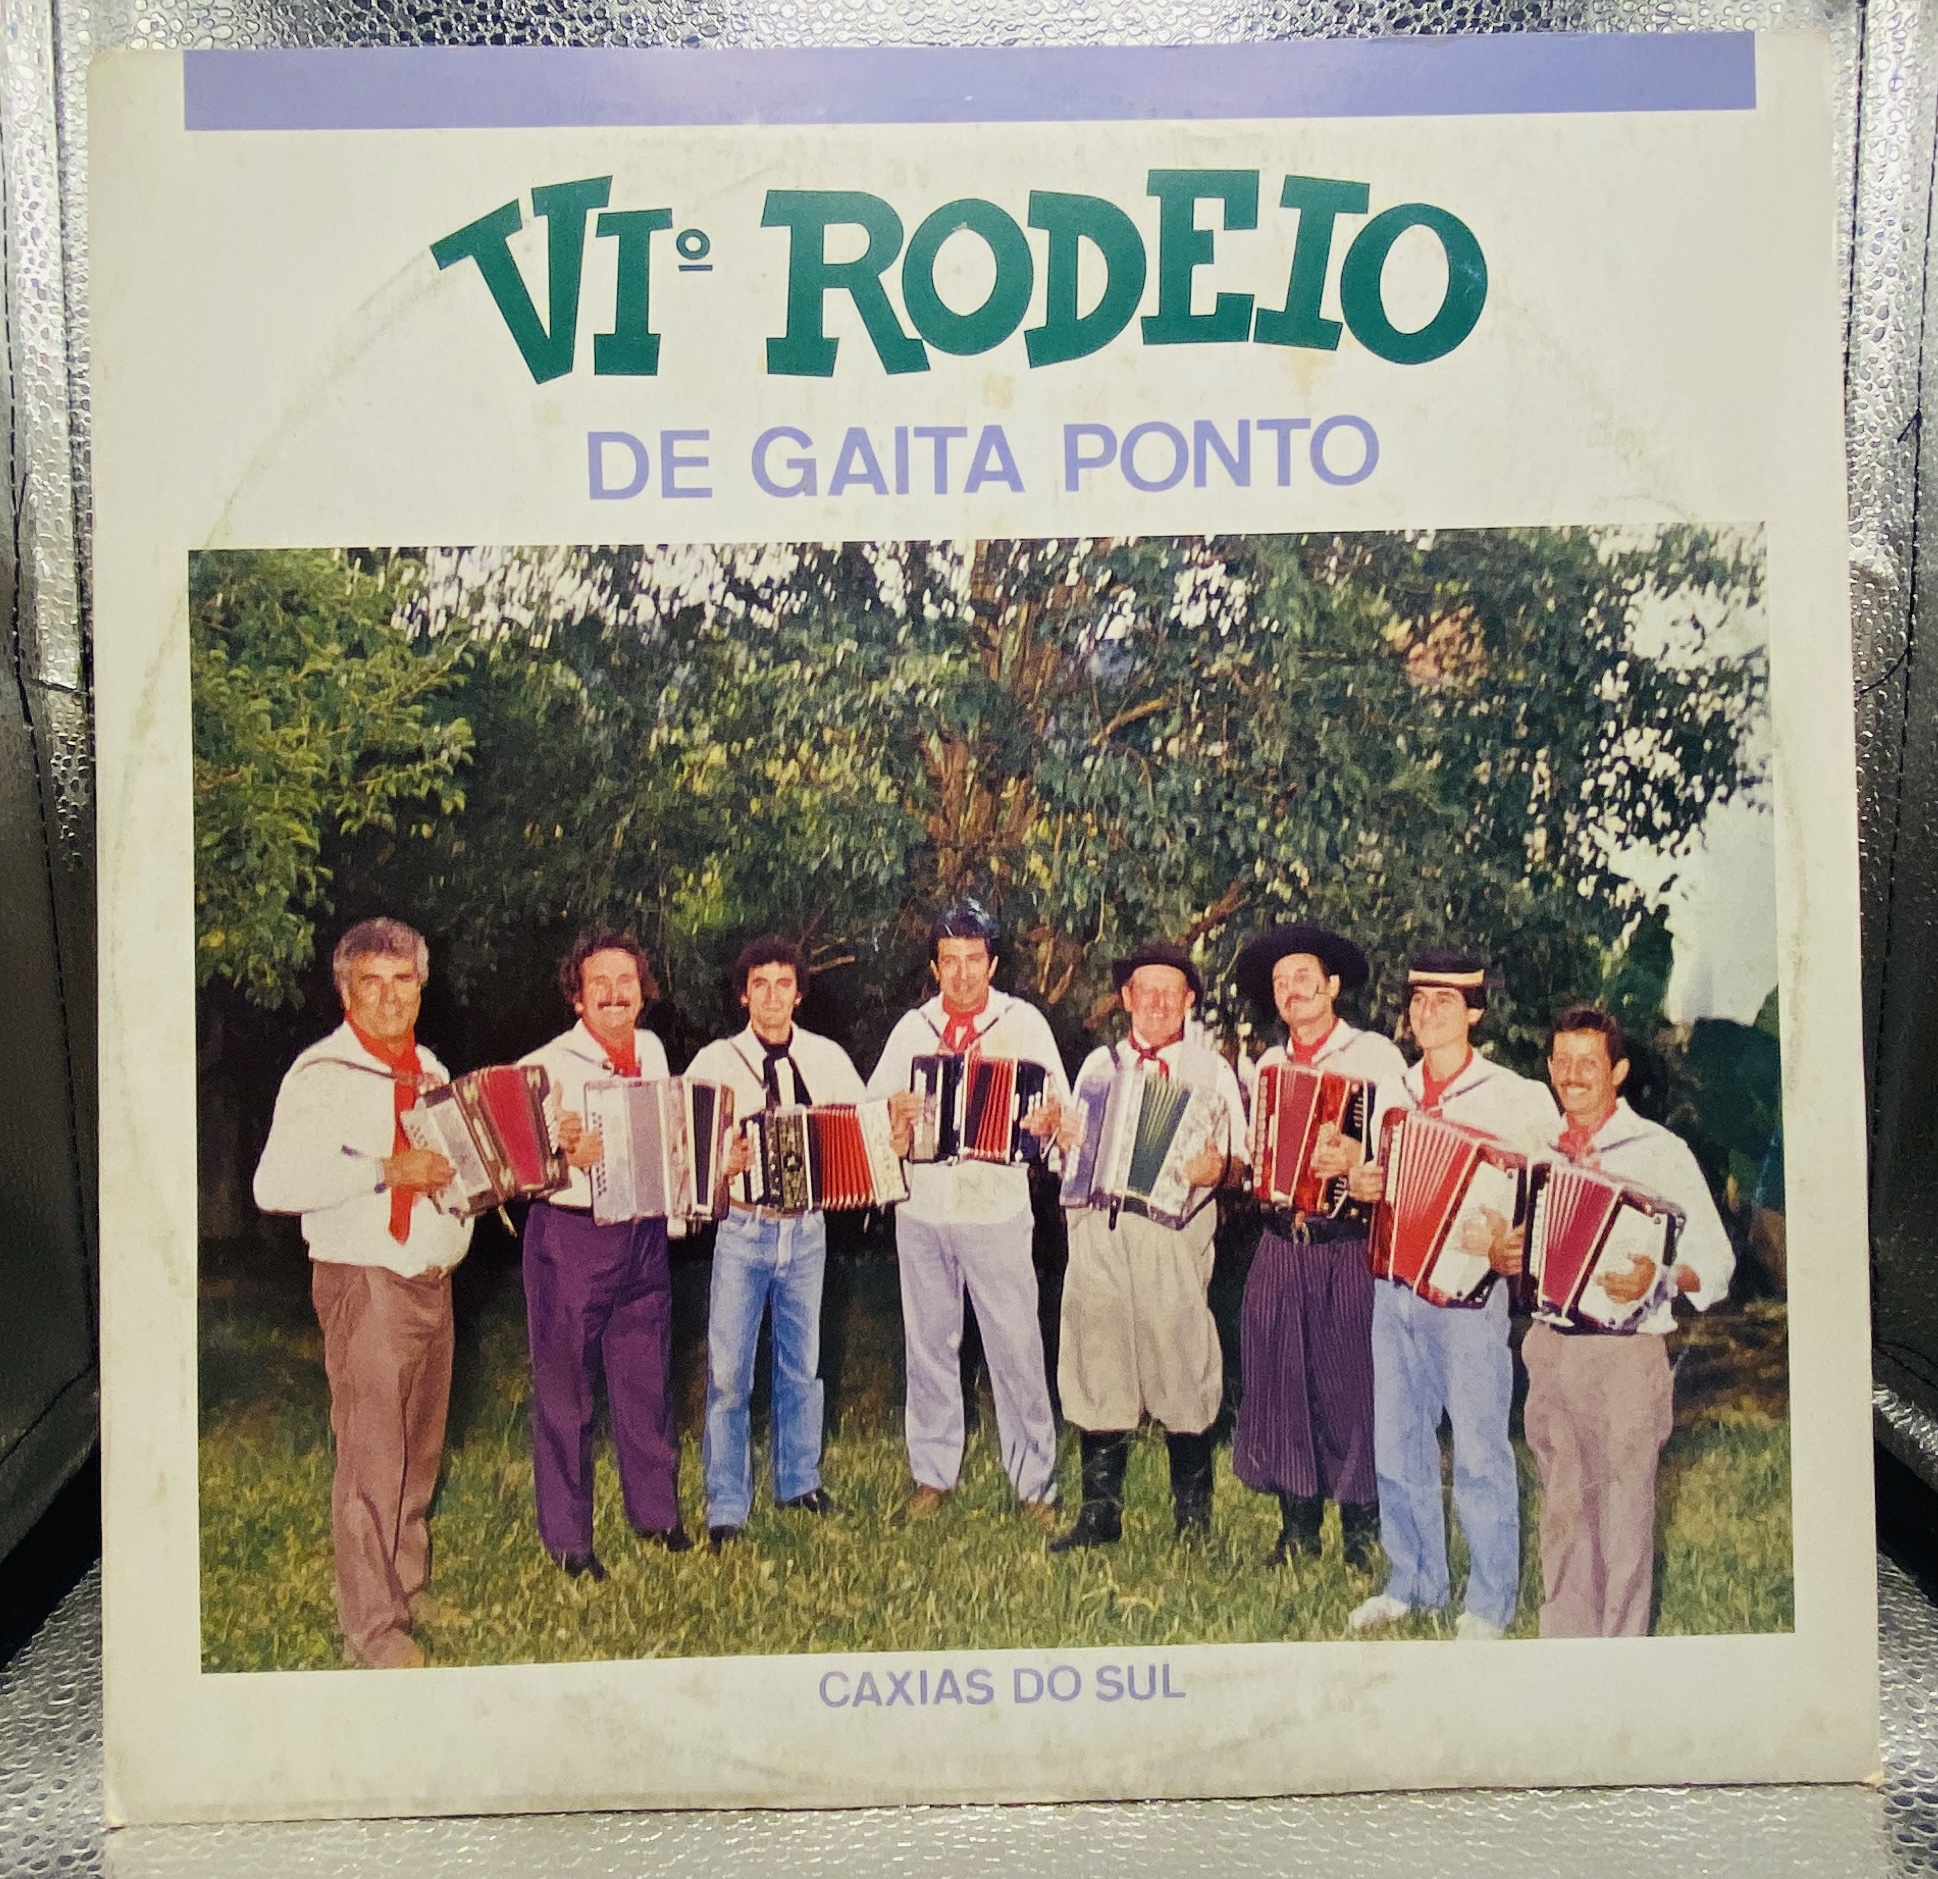 VIº RODEIO
DE GAITA PONTO
CAXIAS DO SUL